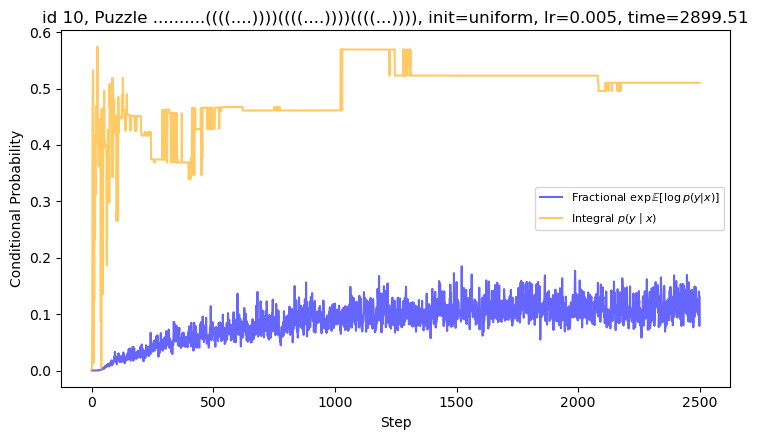 id 10, Puzzle ..........((((....))))((((....))))((((...)))), init=uniform, lr=0.005, time=2899.51
0.6
0.5
0.4
0.3
0.2
0.1
0.0
Conditional Probability
Fractional exp𝔼[log p(y|x)]
Integral p(y | x)
0
500
1000
1500
2000
2500
Step